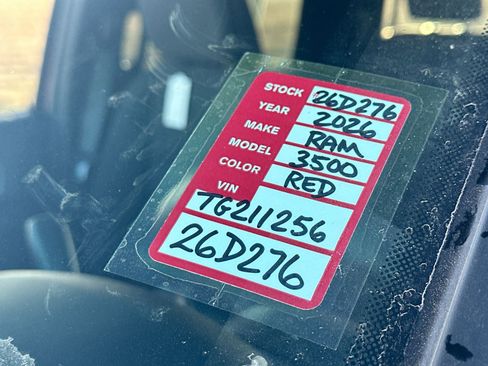 STOCK 26D276
YEAR 2026
MAKE RAM
MODEL 3500
COLOR RED
VIN
TG211256
26D276